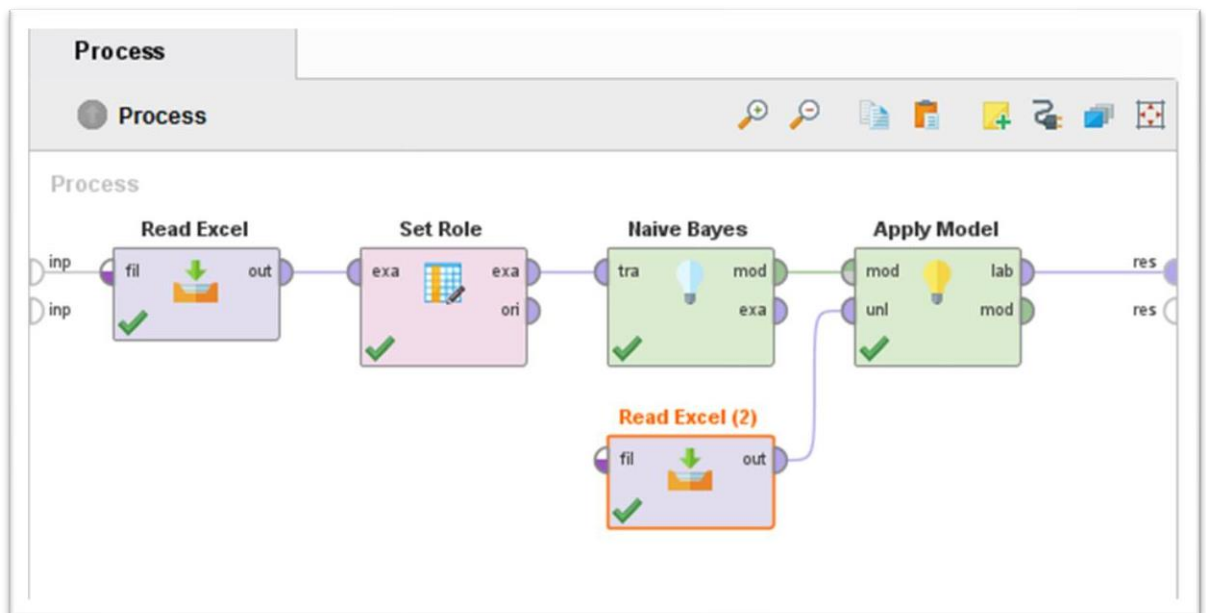 Process
Process
Process
Read Excel
Set Role
Naive Bayes
Apply Model
inp
fil
out
exa
exa
tra
mod
mod
lab
res
inp
ori
exa
unl
mod
res
Read Excel (2)
fil
out